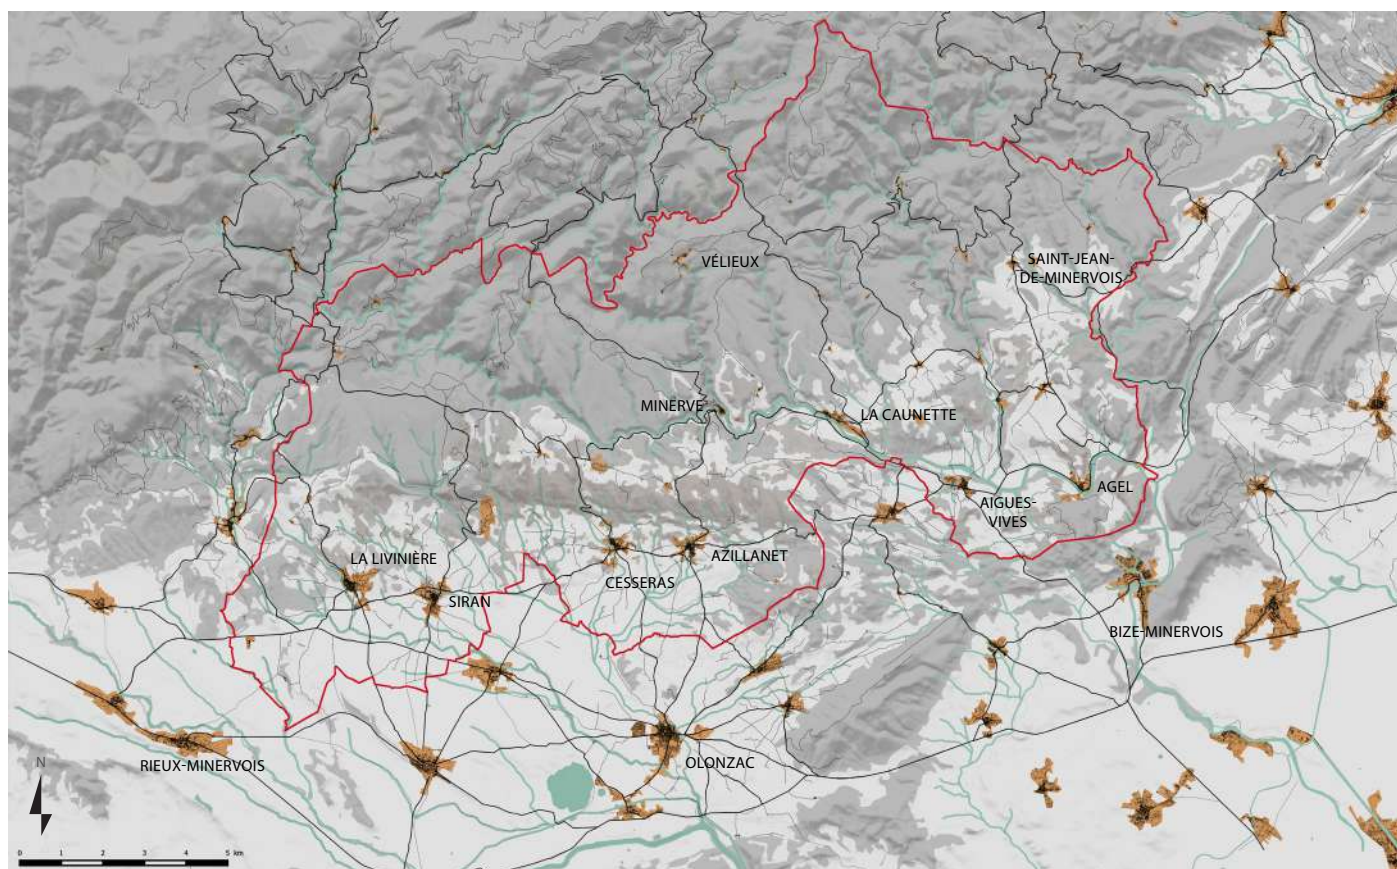 VÉLIEUX
SAINT-JEAN-
DE-MINERVOIS
MINERVE
LA CAUNETTE
AGEL
AIGUES-
VIVES
LA LIVINIÈRE
AZILLANET
CESSERAS
SIRAN
BIZE-MINERVOIS
OLONZAC
RIEUX-MINERVOIS
N
0 1 2 3 4 5 km